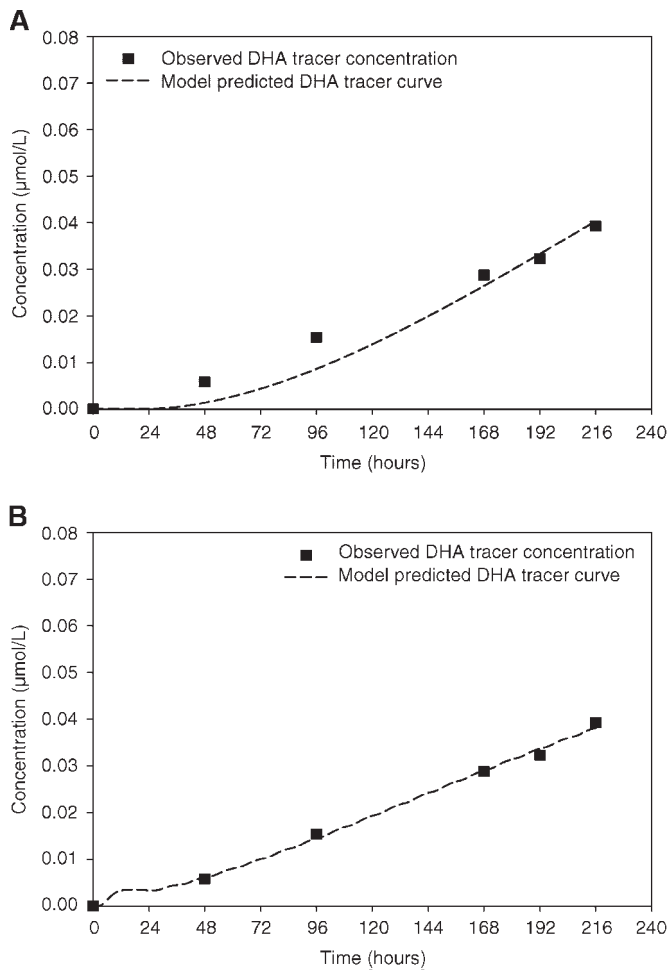 A
0.08
0.07
0.06
0.05
0.04
0.03
0.02
0.01
0.00
Concentration (μmol/L)
Observed DHA tracer concentration
Model predicted DHA tracer curve
0 24 48 72 96 120 144 168 192 216 240
Time (hours)
B
0.08
0.07
0.06
0.05
0.04
0.03
0.02
0.01
0.00
Concentration (μmol/L)
Observed DHA tracer concentration
Model predicted DHA tracer curve
0 24 48 72 96 120 144 168 192 216 240
Time (hours)